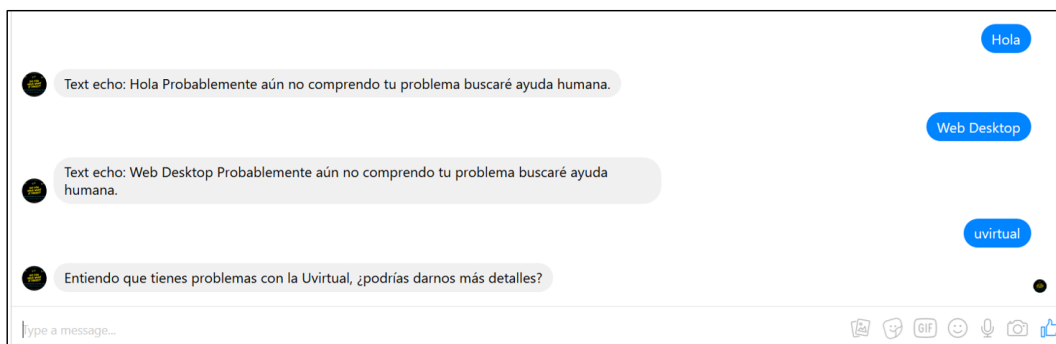 Hola
Text echo: Hola Probablemente aún no comprendo tu problema buscaré ayuda humana.
Web Desktop
Text echo: Web Desktop Probablemente aún no comprendo tu problema buscaré ayuda
humana.
uvirtual
Entiendo que tienes problemas con la Uvirtual, ¿podrías darnos más detalles?
Type a message...
GIF